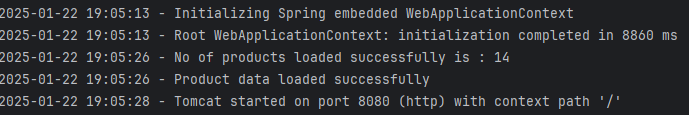 2025-01-22 19:05:13 - Initializing Spring embedded WebApplicationContext
2025-01-22 19:05:13 - Root WebApplicationContext: initialization completed in 8860 ms
2025-01-22 19:05:26 - No of products loaded successfully is : 14
2025-01-22 19:05:26 - Product data loaded successfully
2025-01-22 19:05:28 - Tomcat started on port 8080 (http) with context path '/'